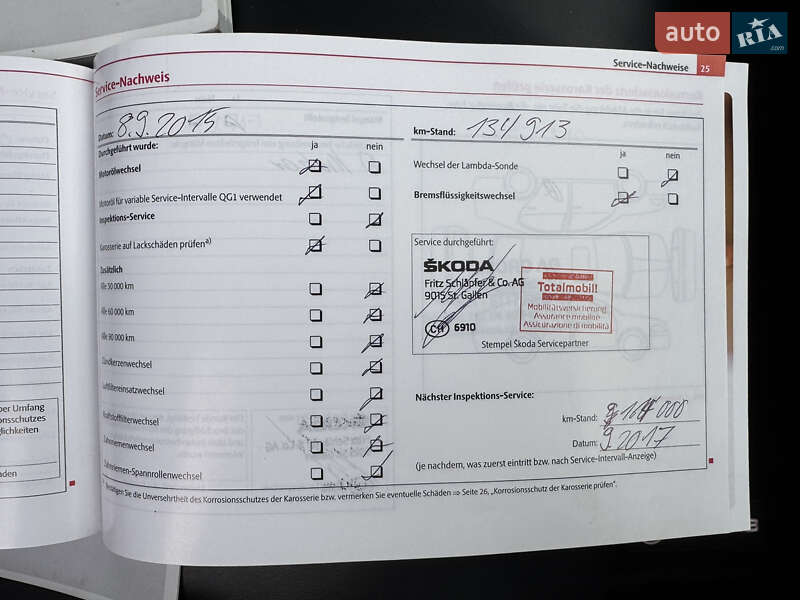 auto RIA .com
Service-Nachweise 25
Service-Nachweis
Datum: 8.9.2015
km-Stand: 134 913
Durchgeführt wurde: ja nein
ja nein
Motorölwechsel
Motoröl für variable Service-Intervalle QG1 verwendet
Inspektions-Service
Karosserie auf Lackschäden prüfen a)
Zusätzlich
Alle 30 000 km
Alle 60 000 km
Alle 90 000 km
Zündkerzenwechsel
Luftfiltereinsatzwechsel
Kraftstofffilterwechsel
Zahnriemenwechsel
Zahnriemen-Spannrollenwechsel
Wechsel der Lambda-Sonde
Bremsflüssigkeitswechsel
Service durchgeführt:
ŠKODA
Fritz Schläpfer & Co. AG
9015 St. Gallen
CH 6910
Totalmobil!
Mobilitätsversicherung
Assurance mobilité
Assicurazione di mobilità
Stempel Škoda Servicepartner
Nächster Inspektions-Service:
km-Stand:
Datum: 9 2017
(je nachdem, was zuerst eintritt bzw. nach Service-Intervall-Anzeige)
Bestätigen Sie die Unversehrtheit des Korrosionsschutzes der Karosserie bzw. vermerken Sie eventuelle Schäden ⇒ Seite 26, „Korrosionsschutz der Karosserie prüfen".
per Umfang
onsschutzes
glichkeiten
aden